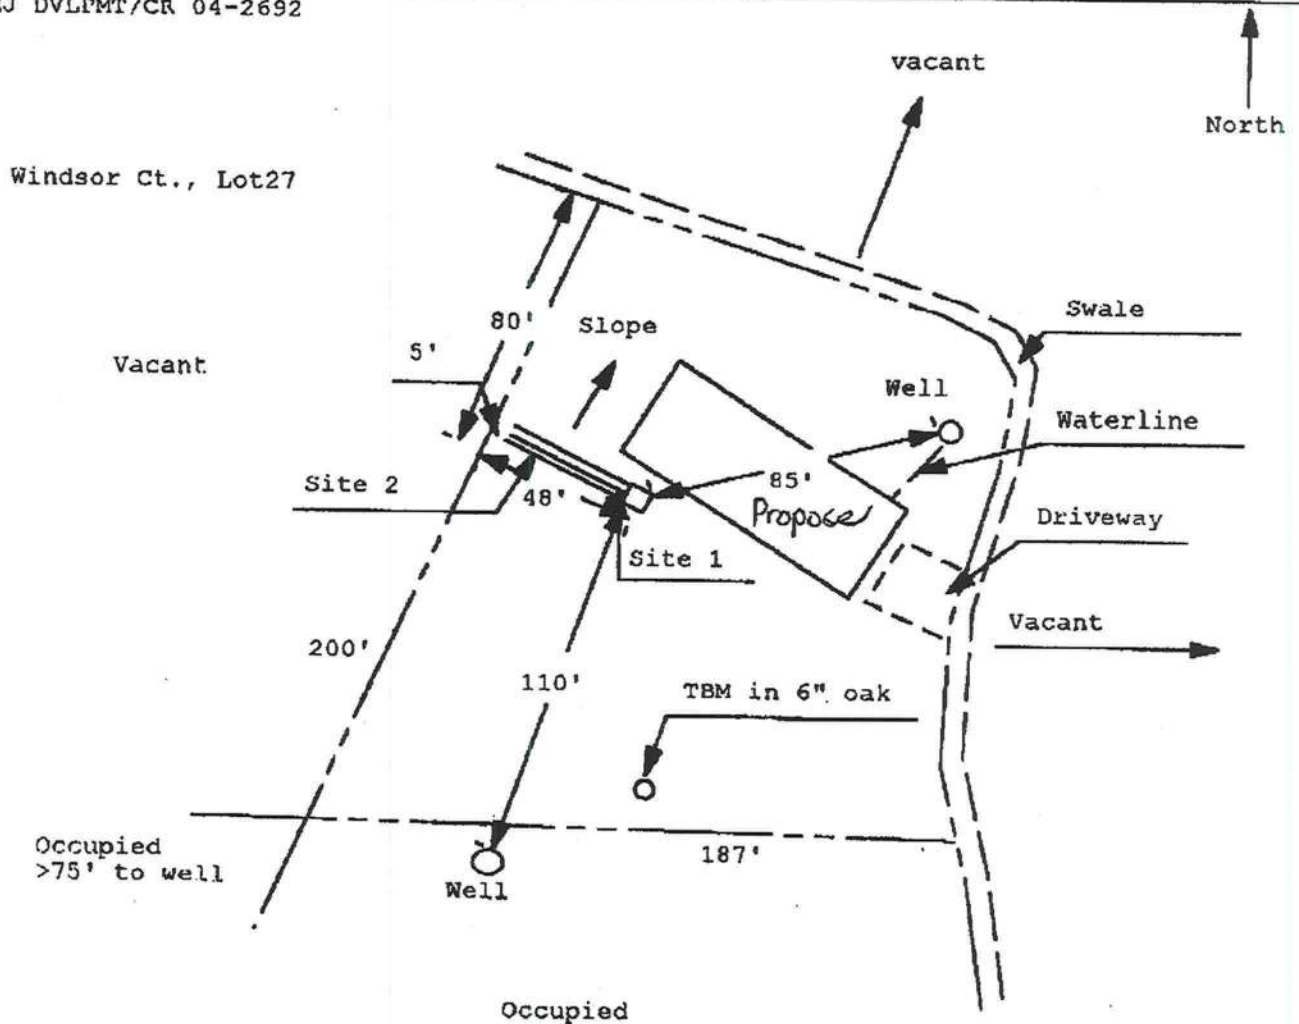 DVLPMT/CR 04-2692
vacant
North
Windsor Ct., Lot27
Swale
80'
Slope
5'
Vacant
Well
Waterline
85'
Site 2
48'
Propose
Driveway
Site 1
Vacant
200'
110'
TBM in 6" oak
Occupied
>75' to well
187'
Well
Occupied